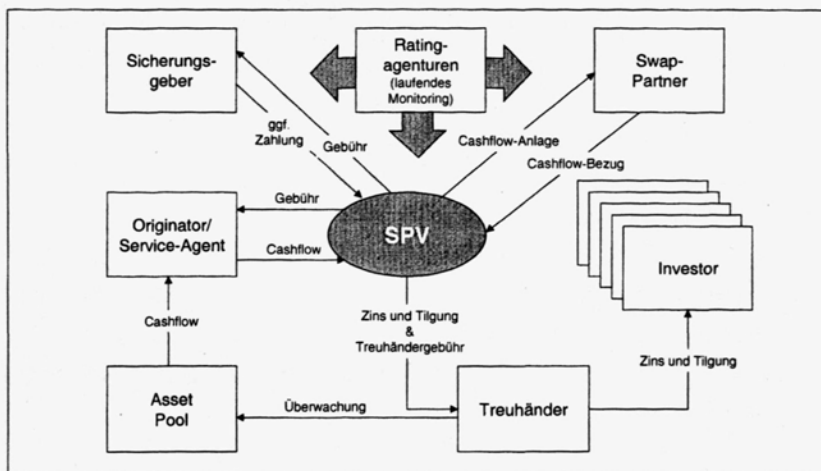 Sicherungs-
geber
Rating-
agenturen
(laufendes
Monitoring)
Swap-
Partner
ggf.
Zahlung
Gebühr
Cashflow-Anlage
Cashflow-Bezug
Originator/
Service-Agent
Gebühr
Cashflow
SPV
Investor
Cashflow
Zins und Tilgung
&
Treuhändergebühr
Zins und Tilgung
Asset
Pool
Überwachung
Treuhänder